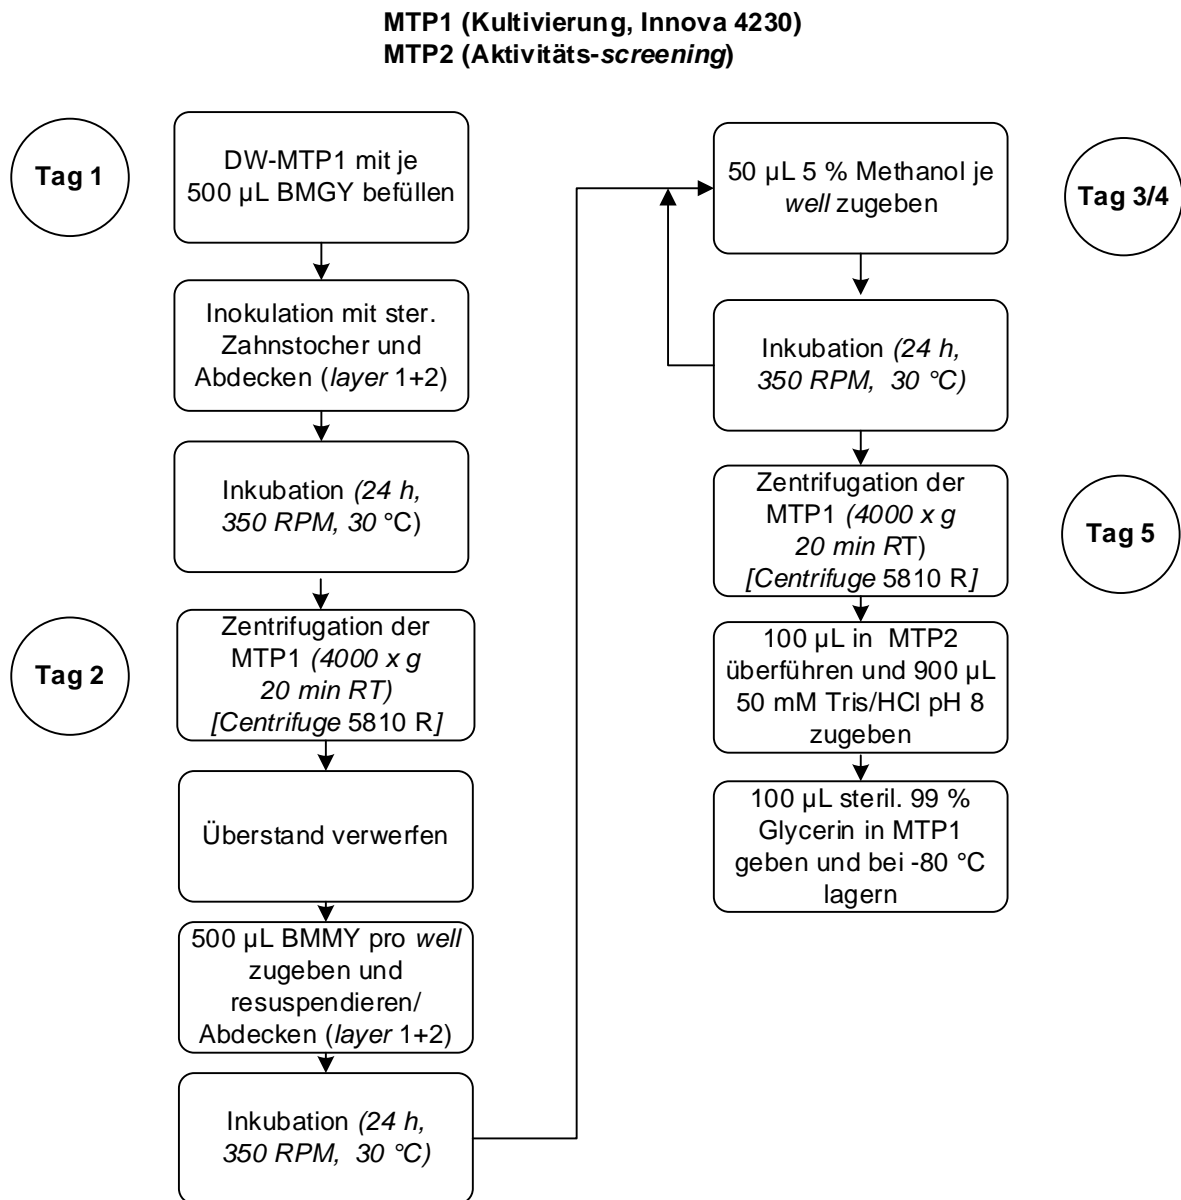 MTP1 (Kultivierung, Innova 4230)
MTP2 (Aktivitäts-screening)
Tag 1
DW-MTP1 mit je
500 µL BMGY befüllen
Inokulation mit ster.
Zahnstocher und
Abdecken (layer 1+2)
Inkubation (24 h,
350 RPM, 30 °C)
Tag 2
Zentrifugation der
MTP1 (4000 x g
20 min RT)
[Centrifuge 5810 R]
Überstand verwerfen
500 µL BMMY pro well
zugeben und
resuspendieren/
Abdecken (layer 1+2)
Inkubation (24 h,
350 RPM, 30 °C)
50 µL 5 % Methanol je
well zugeben
Tag 3/4
Inkubation (24 h,
350 RPM, 30 °C)
Zentrifugation der
MTP1 (4000 x g
20 min RT)
[Centrifuge 5810 R]
Tag 5
100 µL in MTP2
überführen und 900 µL
50 mM Tris/HCl pH 8
zugeben
100 µL steril. 99 %
Glycerin in MTP1
geben und bei -80 °C
lagern